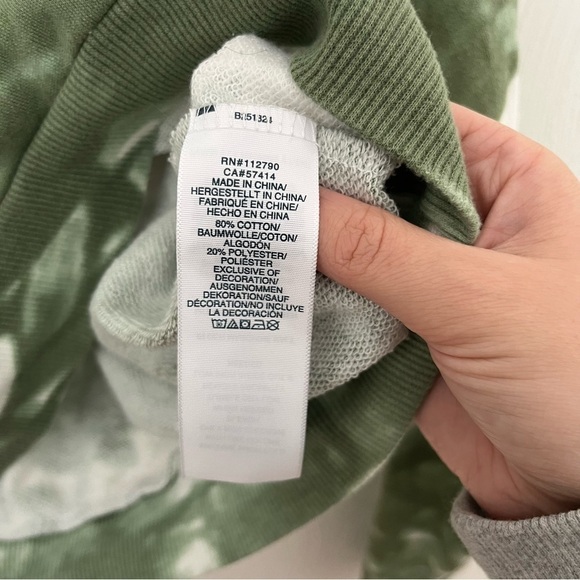 RN#112790
CA#57414
MADE IN CHINA/
HERGESTELLT IN CHINA/
FABRIQUÉ EN CHINE/
HECHO EN CHINA
80% COTTON/
BAUMWOLLE/COTON/
ALGODÓN
20% POLYESTER/
POLIÉSTER
EXCLUSIVE OF
DECORATION/
AUSGENOMMEN
DEKORATION/SAUF
DÉCORATION/NO INCLUYE
LA DECORACIÓN